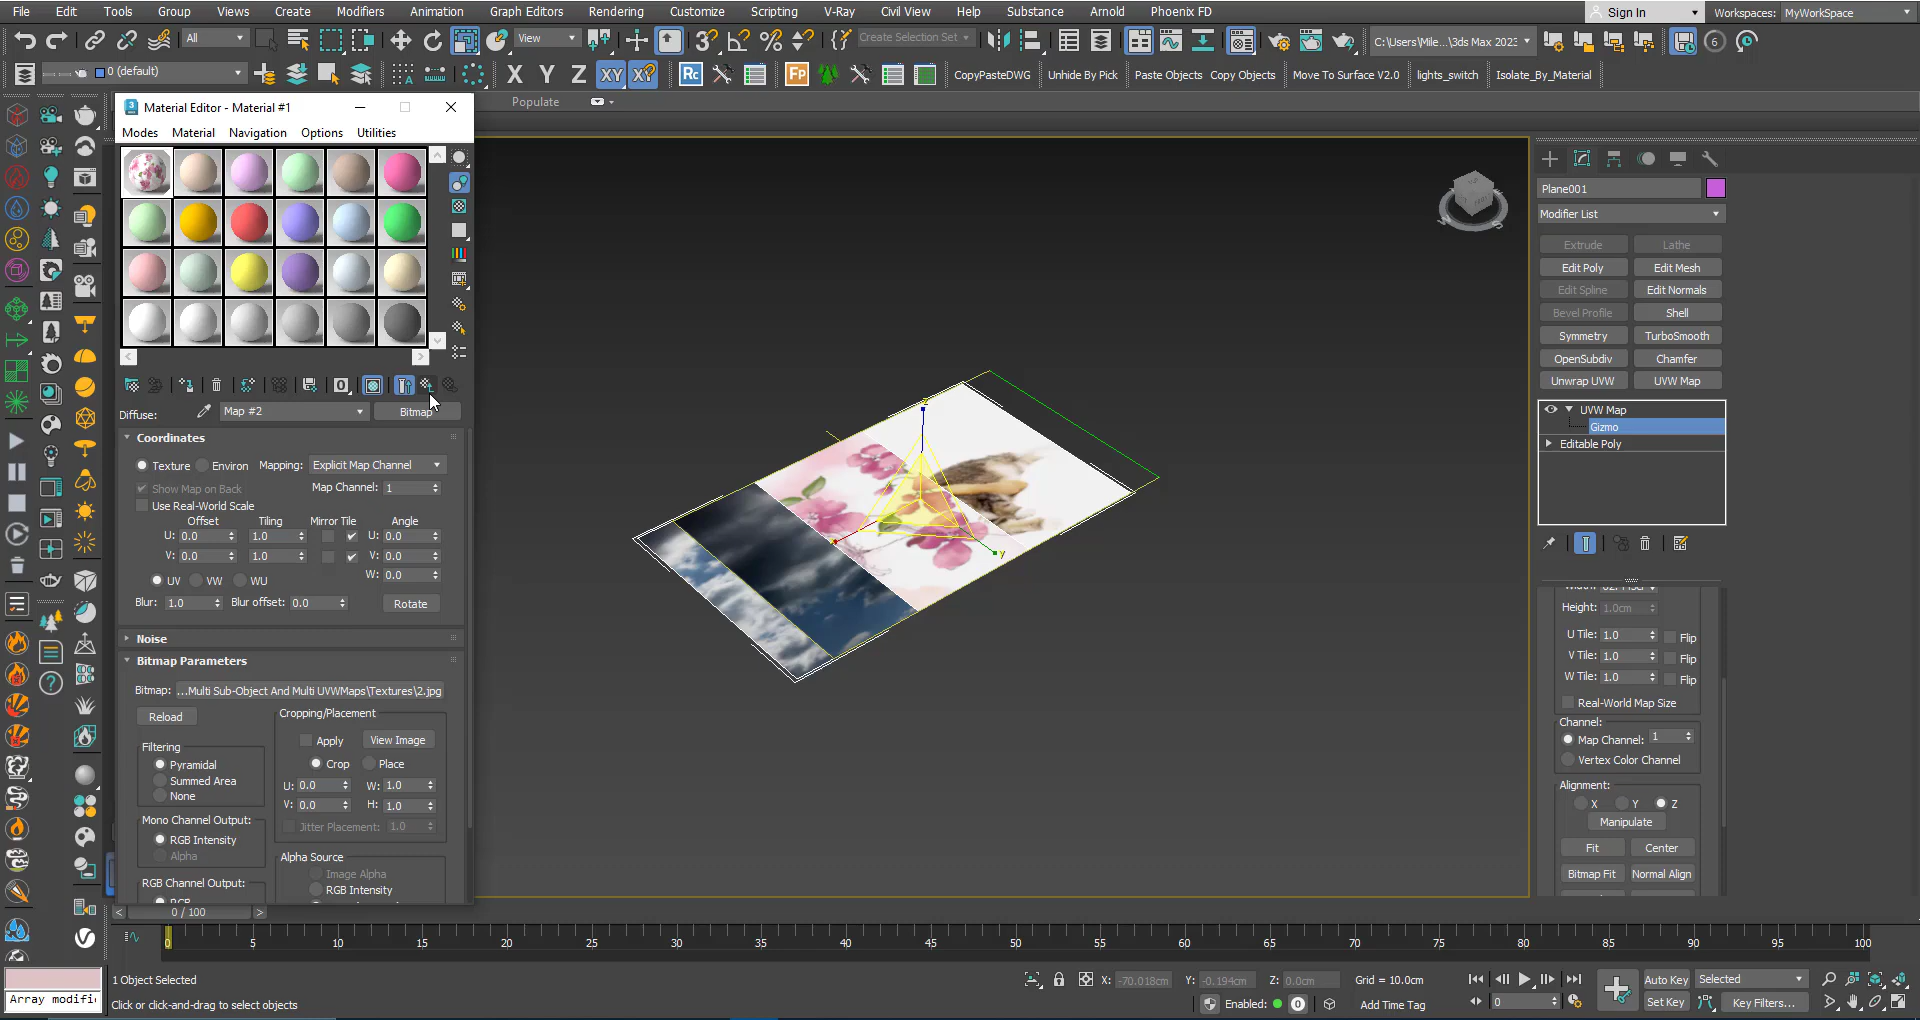 File Edit Tools Group Views Create Modifiers Animation Graph Editors Rendering Customize Scripting V-Ray Civil View Help Substance Arnold Phoenix FD Sign In Workspaces: MyWorkSpace
All View Create Selection Set C:\Users\Mile...\3ds Max 2023
0 (default) X Y Z XY XY Rc FP CopyPasteDWG Unhide By Pick Paste Objects Copy Objects Move To Surface V2.0 lights_switch Isolate_By_Material
Populate
Material Editor - Material #1
Modes Material Navigation Options Utilities
Diffuse: Map #2 Bitmap
Coordinates
Texture Environ Mapping: Explicit Map Channel
Show Map on Back Map Channel: 1
Use Real-World Scale
Offset Tiling Mirror Tile Angle
U: 0.0 1.0 U: 0.0
V: 0.0 1.0 V: 0.0
W: 0.0
UV VW WU
Blur: 1.0 Blur offset: 0.0 Rotate
Noise
Bitmap Parameters
Bitmap: ...Multi Sub-Object And Multi UVWMaps\Textures\2.jpg
Reload
Cropping/Placement
Apply View Image
Crop Place
U: 0.0 W: 1.0
V: 0.0 H: 1.0
Jitter Placement: 1.0
Filtering
Pyramidal
Summed Area
None
Mono Channel Output:
RGB Intensity
Alpha
RGB Channel Output:
RGB
Alpha Source
Image Alpha
RGB Intensity
z
y
Plane001
Modifier List
Extrude Lathe
Edit Poly Edit Mesh
Edit Spline Edit Normals
Bevel Profile Shell
Symmetry TurboSmooth
OpenSubdiv Chamfer
Unwrap UVW UVW Map
UVW Map
Gizmo
Editable Poly
Height: 1.0cm
U Tile: 1.0 Flip
V Tile: 1.0 Flip
W Tile: 1.0 Flip
Real-World Map Size
Channel:
Map Channel: 1
Vertex Color Channel
Alignment:
X Y Z
Manipulate
Fit Center
Bitmap Fit Normal Align
< 0 / 100 >
0 5 10 15 20 25 30 35 40 45 50 55 60 65 70 75 80 85 90 95 100
1 Object Selected X: -70.018cm Y: -0.194cm Z: 0.0cm Grid = 10.0cm Auto Key Selected
Array modifi Click or click-and-drag to select objects Enabled: 0 Add Time Tag 0 Set Key Key Filters...